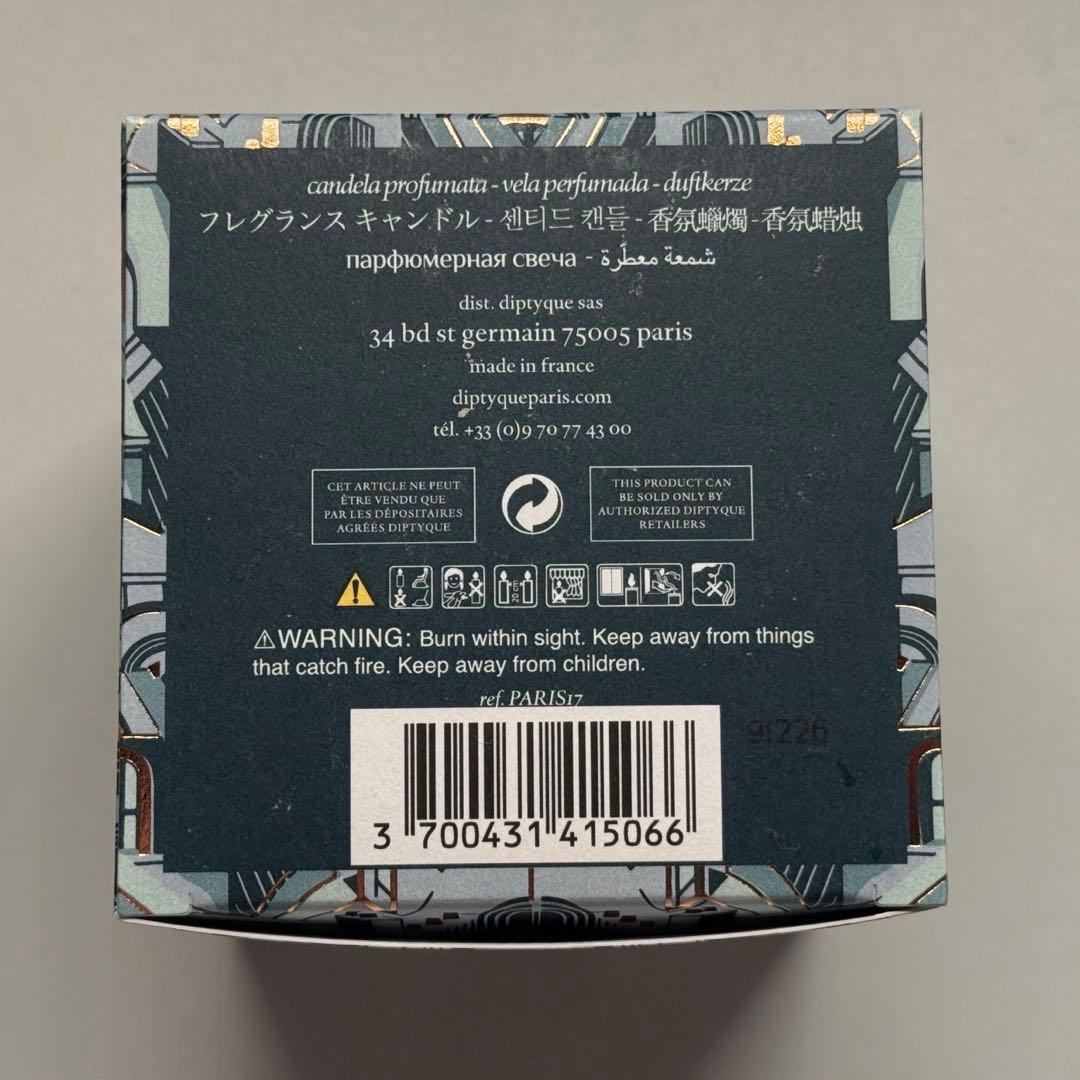 candela profumata - vela perfumada - duftkerze
フレグランス キャンドル - 센티드 캔들 - 香氛蠟燭 - 香氛蜡烛
парфюмерная свеча - شمعة معطّرة
dist. diptyque sas
34 bd st germain 75005 paris
made in france
diptyqueparis.com
tél. +33 (0)9 70 77 43 00
CET ARTICLE NE PEUT
ÊTRE VENDU QUE
PAR LES DÉPOSITAIRES
AGRÉÉS DIPTYQUE
THIS PRODUCT CAN
BE SOLD ONLY BY
AUTHORIZED DIPTYQUE
RETAILERS
⚠WARNING: Burn within sight. Keep away from things
that catch fire. Keep away from children.
ref. PARIS17
3 700431 415066